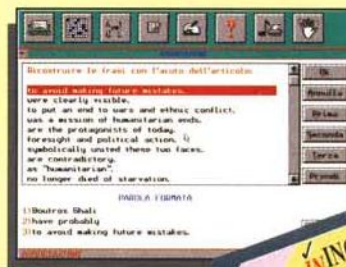 Ricontruire le frasi con l'aiuto dell'articolo:
to avoid making future mistakes.
were clearly visible.
to put an end to wars and ethnic conflict.
was a mission of humanitarian ends.
are the protagonists of today.
foresight and political action.
symbolically united these two faces.
are contradictory.
as "humanitarian".
no longer died of starvation.
Ok
Annulla
Prima
Seconda
Terza
Prendi
PAROLA FORMATA
1)Boutros Ghali
2)have probably
3)to avoid making future mistakes.